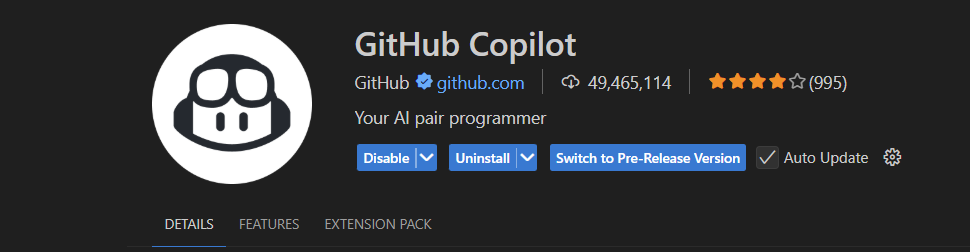 GitHub Copilot
GitHub github.com 49,465,114 (995)
Your AI pair programmer
Disable Uninstall Switch to Pre-Release Version Auto Update
DETAILS FEATURES EXTENSION PACK